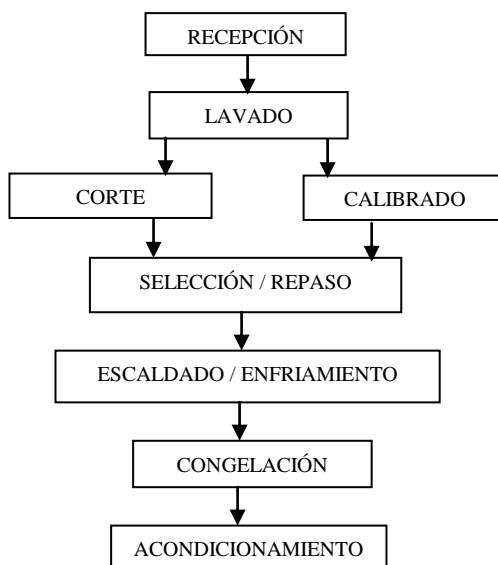 RECEPCIÓN
LAVADO
CORTE
CALIBRADO
SELECCIÓN / REPASO
ESCALDADO / ENFRIAMIENTO
CONGELACIÓN
ACONDICIONAMIENTO